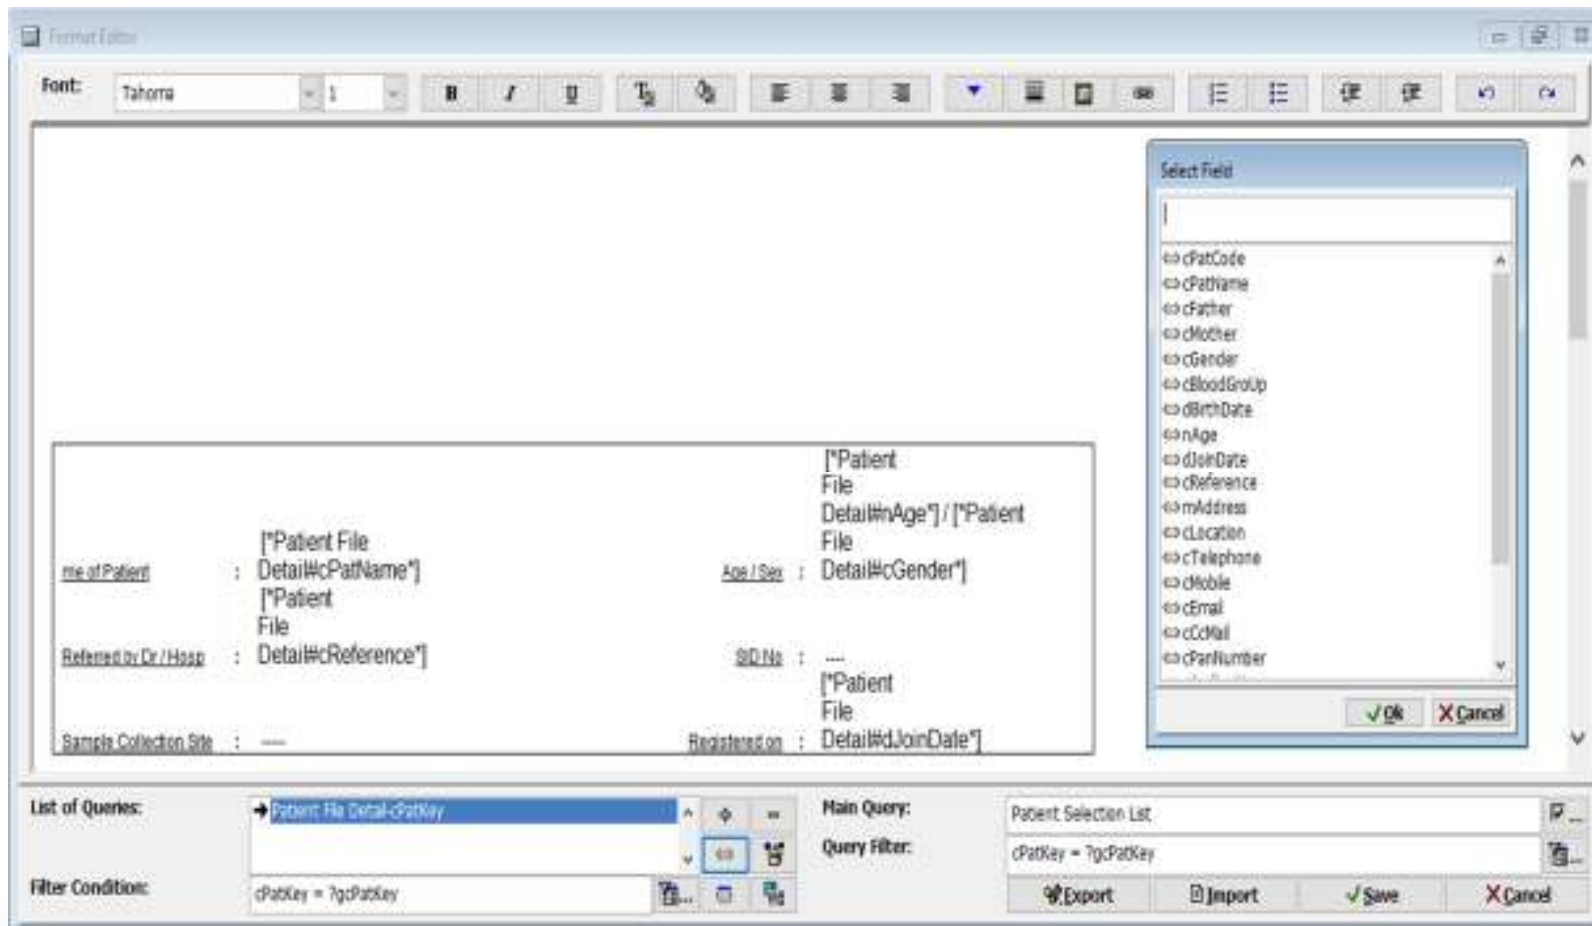 Format Editor
Font:
Tahoma
1
B I U
Select Field
cPatCode
cPatName
cFather
cMother
cGender
cBloodGroUp
dBirthDate
nAge
dJoinDate
cReference
mAddress
cLocation
cTelephone
cMobile
cEmail
cCcMail
cPanNumber
Ok
Cancel
me of Patient : [*Patient File
Detail#cPatName*]
Age / Sex : [*Patient
File
Detail#nAge*] / [*Patient
File
Detail#cGender*]
Referred by Dr / Hosp : [*Patient
File
Detail#cReference*]
SID No : ----
Sample Collection Site : ----
Registered on : [*Patient
File
Detail#dJoinDate*]
List of Queries:
Patient File Detail-cPatKey
Filter Condition:
cPatKey = ?gcPatKey
Main Query:
Patient Selection List
Query Filter:
cPatKey = ?gcPatKey
Export
Import
Save
Cancel